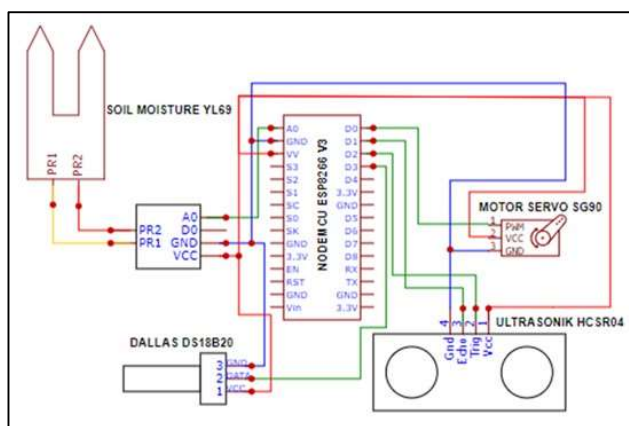 SOIL MOISTURE YL69
PR1
PR2
PR2
PR1
A0
D0
GND
VCC
NODEMCU ESP8266 V3
A0
GND
VV
S3
S2
S1
SC
S0
SK
GND
3.3V
EN
RST
GND
Vin
D0
D1
D2
D3
D4
3.3V
GND
D5
D6
D7
D8
RX
TX
GND
3.3V
MOTOR SERVO SG90
1 PWM
2 VCC
3 GND
ULTRASONIK HCSR04
4 Gnd
3 Echo
2 Trig
1 Vcc
DALLAS DS18B20
3 GND
2 DATA
1 VCC